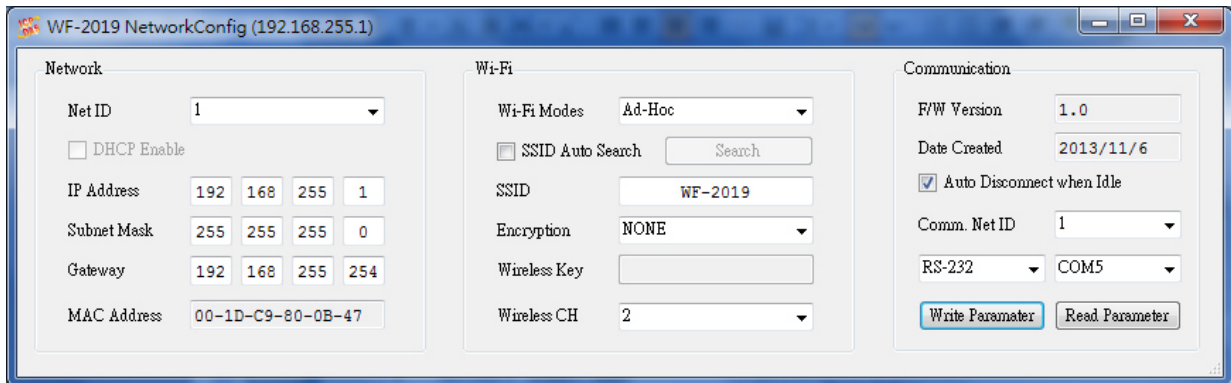 WF-2019 NetworkConfig (192.168.255.1)
Network
Net ID 1
DHCP Enable
IP Address 192 168 255 1
Subnet Mask 255 255 255 0
Gateway 192 168 255 254
MAC Address 00-1D-C9-80-0B-47
Wi-Fi
Wi-Fi Modes Ad-Hoc
SSID Auto Search Search
SSID WF-2019
Encryption NONE
Wireless Key
Wireless CH 2
Communication
F/W Version 1.0
Date Created 2013/11/6
Auto Disconnect when Idle
Comm. Net ID 1
RS-232 COM5
Write Paramater Read Parameter